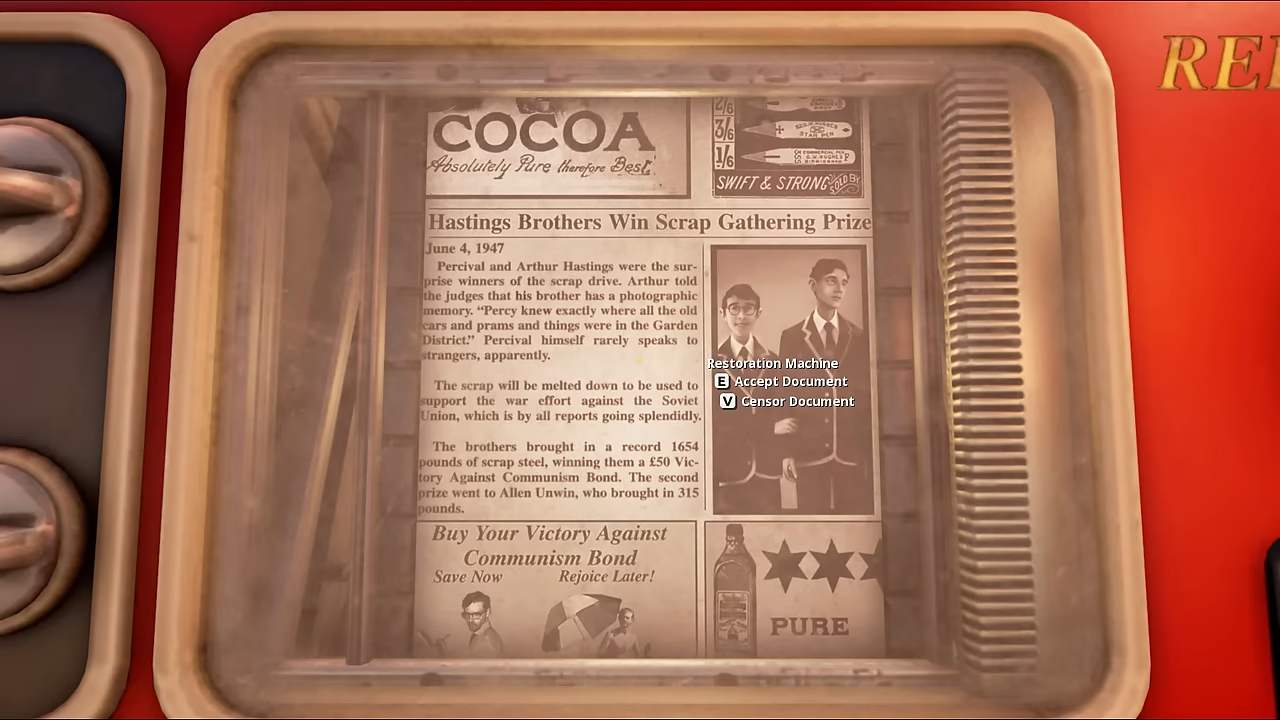 REL
COCOA
Absolutely Pure therefore Best.
2/6
3/6
1/6
STAR PEN
SWIFT & STRONG
SOLD BY
Hastings Brothers Win Scrap Gathering Prize
June 4, 1947
Percival and Arthur Hastings were the sur-
prise winners of the scrap drive. Arthur told
the judges that his brother has a photographic
memory. “Percy knew exactly where all the old
cars and prams and things were in the Garden
District.” Percival himself rarely speaks to
strangers, apparently.
The scrap will be melted down to be used to
support the war effort against the Soviet
Union, which is by all reports going splendidly.
The brothers brought in a record 1654
pounds of scrap steel, winning them a £50 Vic-
tory Against Communism Bond. The second
prize went to Allen Unwin, who brought in 315
pounds.
Restoration Machine
E Accept Document
V Censor Document
Buy Your Victory Against
Communism Bond
Save Now Rejoice Later!
PURE